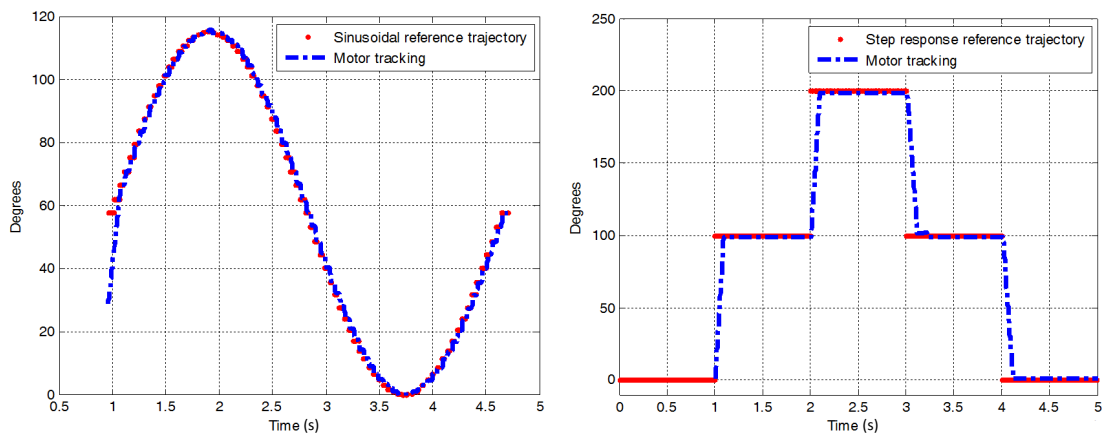 120
100
80
60
40
20
0
Degrees
0.5 1 1.5 2 2.5 3 3.5 4 4.5 5
Time (s)
Sinusoidal reference trajectory
Motor tracking
250
200
150
100
50
0
Degrees
0 0.5 1 1.5 2 2.5 3 3.5 4 4.5 5
Time (s)
Step response reference trajectory
Motor tracking